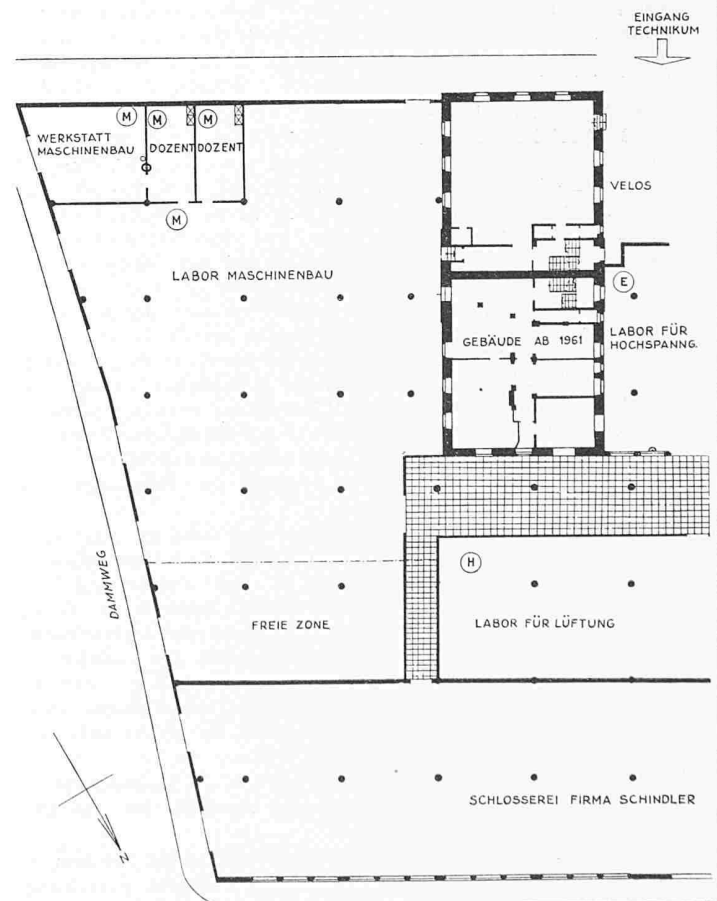 EINGANG
TECHNIKUM
M
M
M
WERKSTATT
MASCHINENBAU
DOZENT
DOZENT
M
VELOS
LABOR MASCHINENBAU
E
LABOR FÜR
HOCHSPANNG.
GEBÄUDE AB 1961
DAMMWEG
H
FREIE ZONE
LABOR FÜR LÜFTUNG
N
SCHLOSSEREI FIRMA SCHINDLER